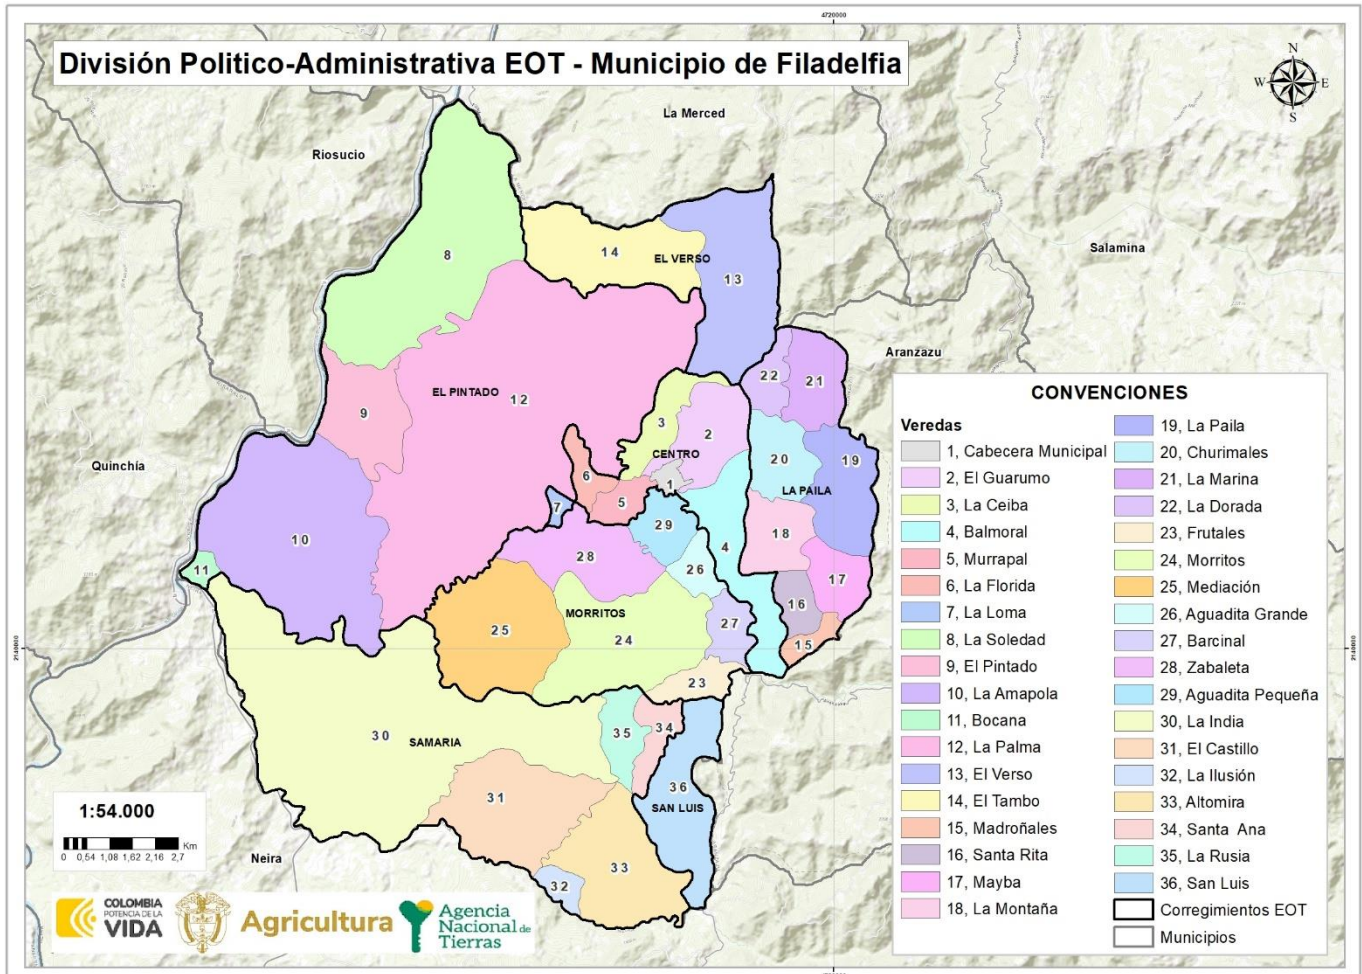 4720000
División Politico-Administrativa EOT - Municipio de Filadelfia
N
W E
S
La Merced
Riosucio
Salamina
Aranzazu
Quinchía
Neira
8
14
EL VERSO
13
22
21
EL PINTADO
12
9
3
2
CENTRO
1
20
19
LA PAILA
6
5
7
29
10
28
4
18
26
11
17
16
MORRITOS
25
24
27
15
23
2140000
2140000
30
SAMARIA
35
34
31
36
SAN LUIS
33
32
CONVENCIONES
Veredas
1, Cabecera Municipal
2, El Guarumo
3, La Ceiba
4, Balmoral
5, Murrapal
6, La Florida
7, La Loma
8, La Soledad
9, El Pintado
10, La Amapola
11, Bocana
12, La Palma
13, El Verso
14, El Tambo
15, Madroñales
16, Santa Rita
17, Mayba
18, La Montaña
19, La Paila
20, Churimales
21, La Marina
22, La Dorada
23, Frutales
24, Morritos
25, Mediación
26, Aguadita Grande
27, Barcinal
28, Zabaleta
29, Aguadita Pequeña
30, La India
31, El Castillo
32, La Ilusión
33, Altomira
34, Santa Ana
35, La Rusia
36, San Luis
Corregimientos EOT
Municipios
1:54.000
Km
0 0,54 1,08 1,62 2,16 2,7
COLOMBIA
POTENCIA DE LA
VIDA
Agricultura
Agencia
Nacional de
Tierras